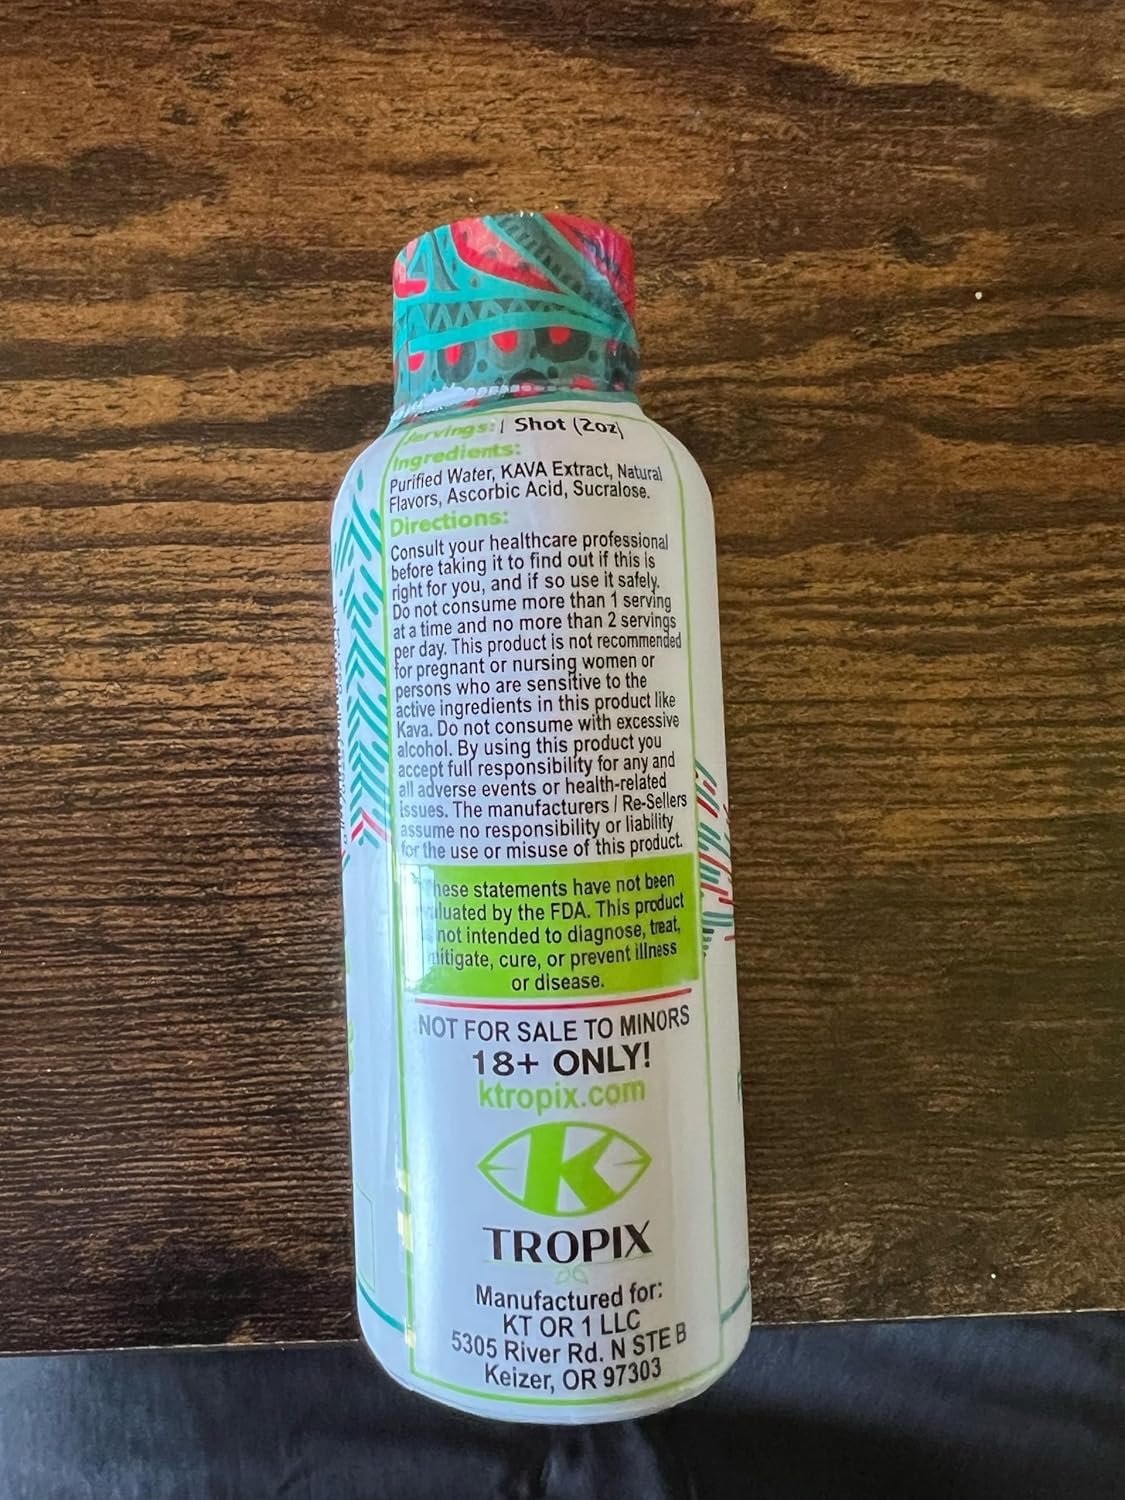 Servings: 1 Shot (2oz)
Ingredients:
Purified Water, KAVA Extract, Natural
Flavors, Ascorbic Acid, Sucralose.
Directions:
Consult your healthcare professional
before taking it to find out if this is
right for you, and if so use it safely.
Do not consume more than 1 serving
at a time and no more than 2 servings
per day. This product is not recommended
for pregnant or nursing women or
persons who are sensitive to the
active ingredients in this product like
Kava. Do not consume with excessive
alcohol. By using this product you
accept full responsibility for any and
all adverse events or health-related
issues. The manufacturers / Re-Sellers
assume no responsibility or liability
for the use or misuse of this product.
hese statements have not been
luated by the FDA. This product
not intended to diagnose, treat,
mitigate, cure, or prevent illness
or disease.
NOT FOR SALE TO MINORS
18+ ONLY!
ktropix.com
K
TROPIX
Manufactured for:
KT OR 1 LLC
5305 River Rd. N STE B
Keizer, OR 97303